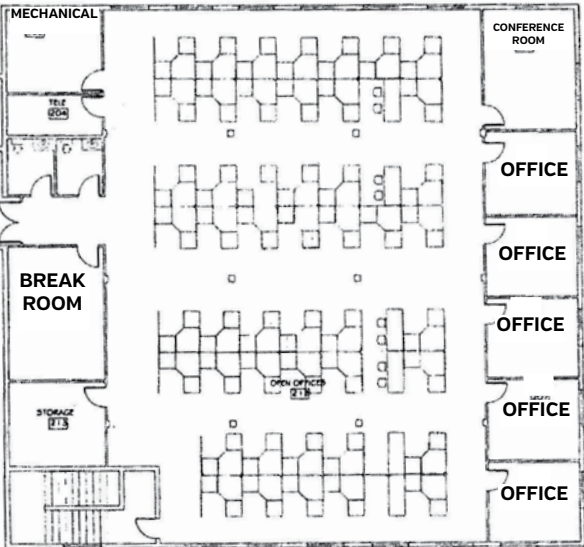 MECHANICAL
CONFERENCE
ROOM
TELE
204
OFFICE
OFFICE
BREAK
ROOM
OFFICE
OPEN OFFICES
STORAGE
213
OFFICE
OFFICE